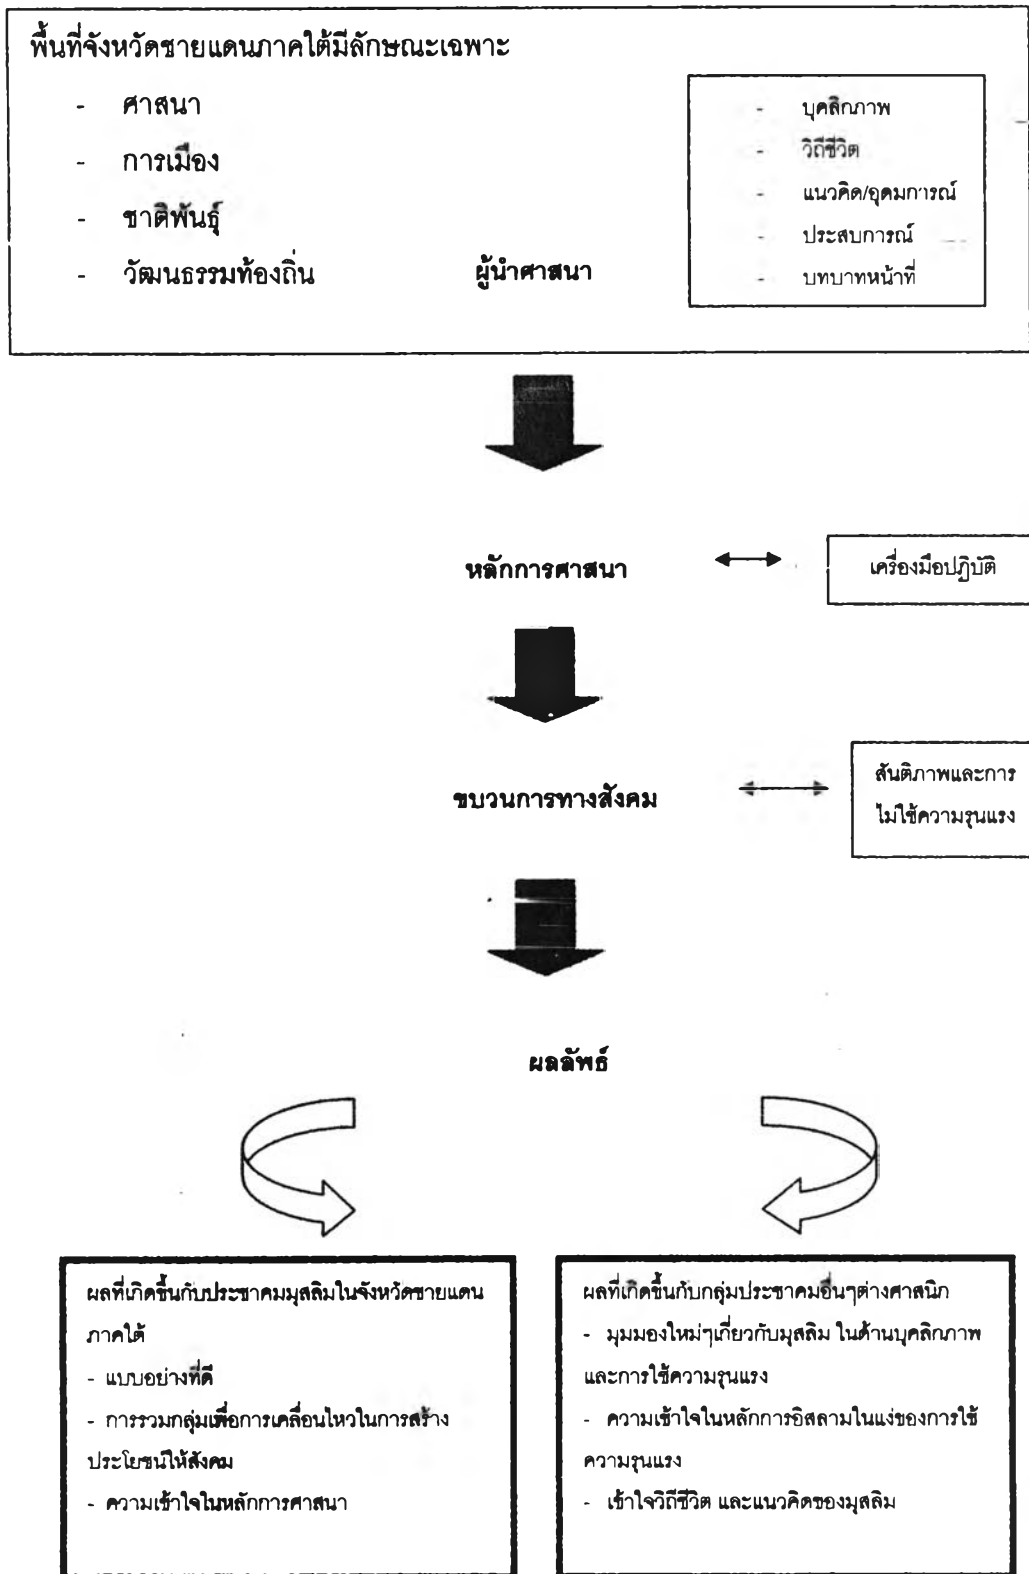 พื้นที่จังหวัดชายแดนภาคใต้มีลักษณะเฉพาะ
- ศาสนา
- การเมือง
- ชาติพันธุ์
- วัฒนธรรมท้องถิ่น
ผู้นำศาสนา
- บุคลิกภาพ
- วิถีชีวิต
- แนวคิด/อุดมการณ์
- ประสบการณ์
- บทบาทหน้าที่
หลักการศาสนา
เครื่องมือปฏิบัติ
ขบวนการทางสังคม
สันติภาพและการ
ไม่ใช้ความรุนแรง
ผลลัพธ์
ผลที่เกิดขึ้นกับประชาคมมุสลิมในจังหวัดชายแดน
ภาคใต้
- แบบอย่างที่ดี
- การรวมกลุ่มเพื่อการเคลื่อนไหวในการสร้าง
ประโยชน์ให้สังคม
- ความเข้าใจในหลักการศาสนา
ผลที่เกิดขึ้นกับกลุ่มประชาคมอื่นๆต่างศาสนิก
- มุมมองใหม่ๆเกี่ยวกับมุสลิม ในด้านบุคลิกภาพ
และการใช้ความรุนแรง
- ความเข้าใจในหลักการอิสลามในแง่ของการใช้
ความรุนแรง
- เข้าใจวิถีชีวิต และแนวคิดของมุสลิม